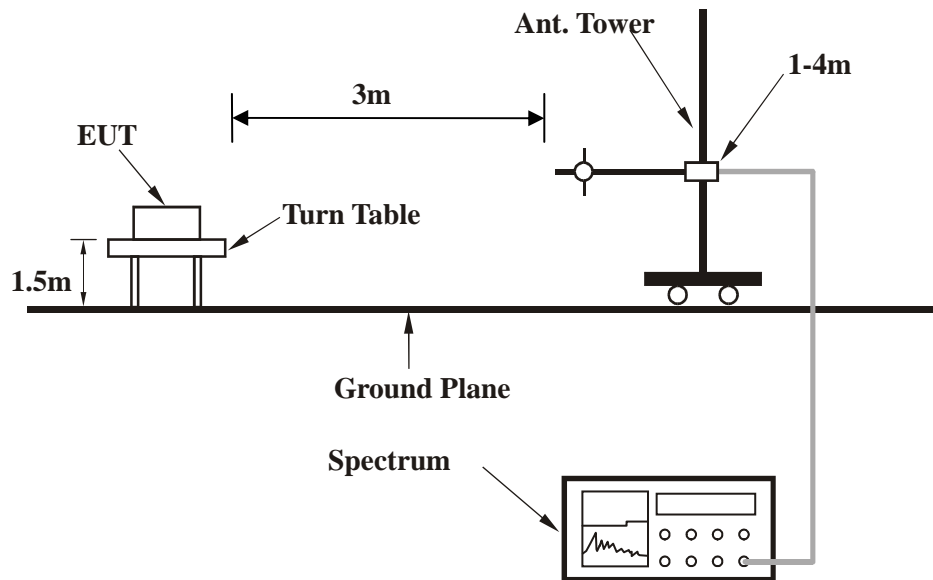 Ant. Tower
1-4m
3m
EUT
Turn Table
1.5m
Ground Plane
Spectrum